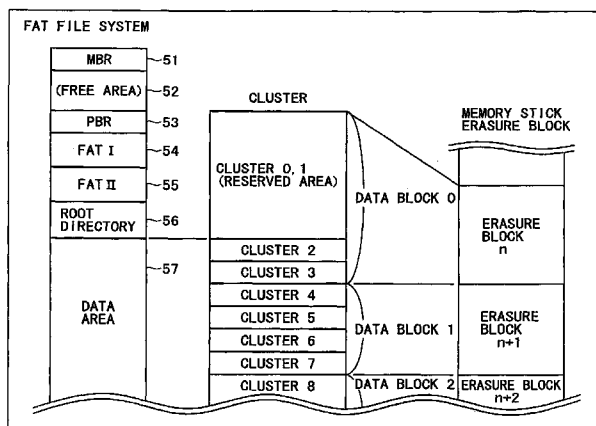 FAT FILE SYSTEM
MBR
51
(FREE AREA)
52
PBR
53
FAT I
54
FAT II
55
ROOT
DIRECTORY
56
57
DATA
AREA
CLUSTER
CLUSTER 0, 1
(RESERVED AREA)
CLUSTER 2
CLUSTER 3
CLUSTER 4
CLUSTER 5
CLUSTER 6
CLUSTER 7
CLUSTER 8
DATA BLOCK 0
DATA BLOCK 1
DATA BLOCK 2
MEMORY STICK
ERASURE BLOCK
ERASURE
BLOCK
n
ERASURE
BLOCK
n+1
ERASURE BLOCK
n+2